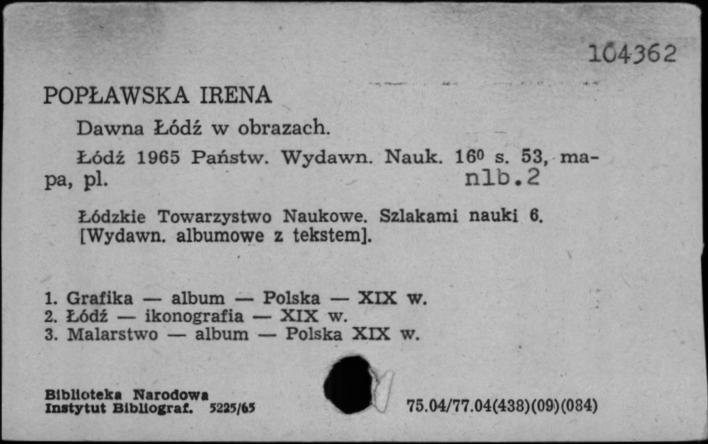 104362
POPŁAWSKA IRENA
Dawna Łódź w obrazach.
Łódź 1965 Państw. Wydawn. Nauk. 16⁰ s. 53, ma-
pa, pl. nlb.2
Łódzkie Towarzystwo Naukowe. Szlakami nauki 6.
[Wydawn. albumowe z tekstem].
1. Grafika — album — Polska — XIX w.
2. Łódź — ikonografia — XIX w.
3. Malarstwo — album — Polska XIX w.
Biblioteka Narodowa
Instytut Bibliograf. 5225/65
75.04/77.04(438)(09)(084)